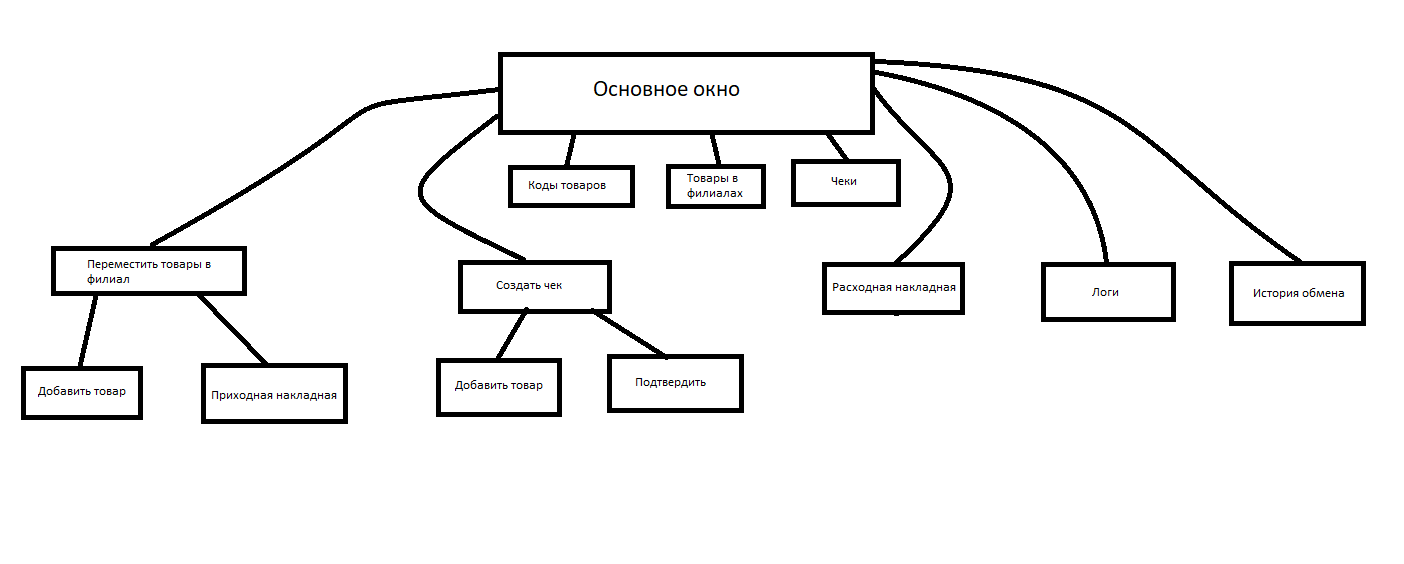 Основное окно
Коды товаров
Товары в
филиалах
Чеки
Переместить товары в
филиал
Создать чек
Расходная накладная
Логи
История обмена
Добавить товар
Приходная накладная
Добавить товар
Подтвердить